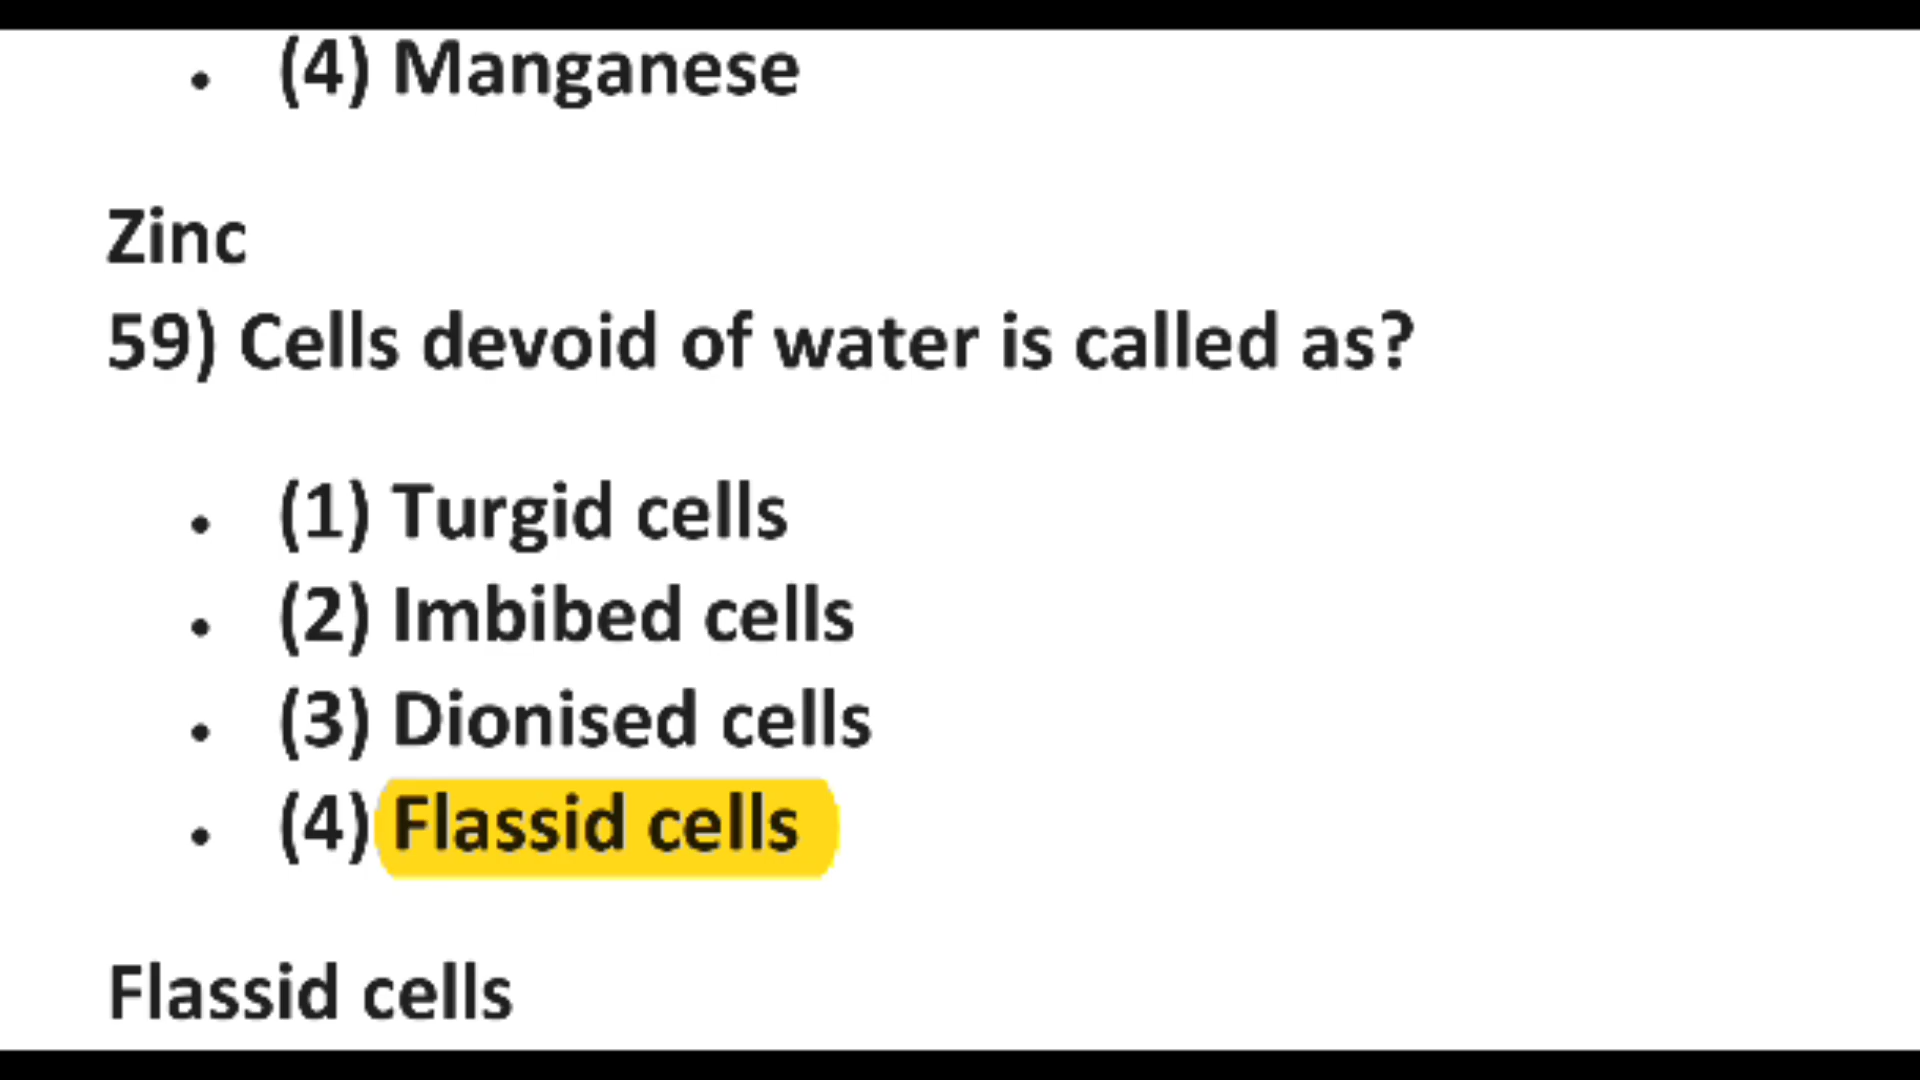 • (4) Manganese
Zinc
59) Cells devoid of water is called as?
• (1) Turgid cells
• (2) Imbibed cells
• (3) Dionised cells
• (4) Flassid cells
Flassid cells